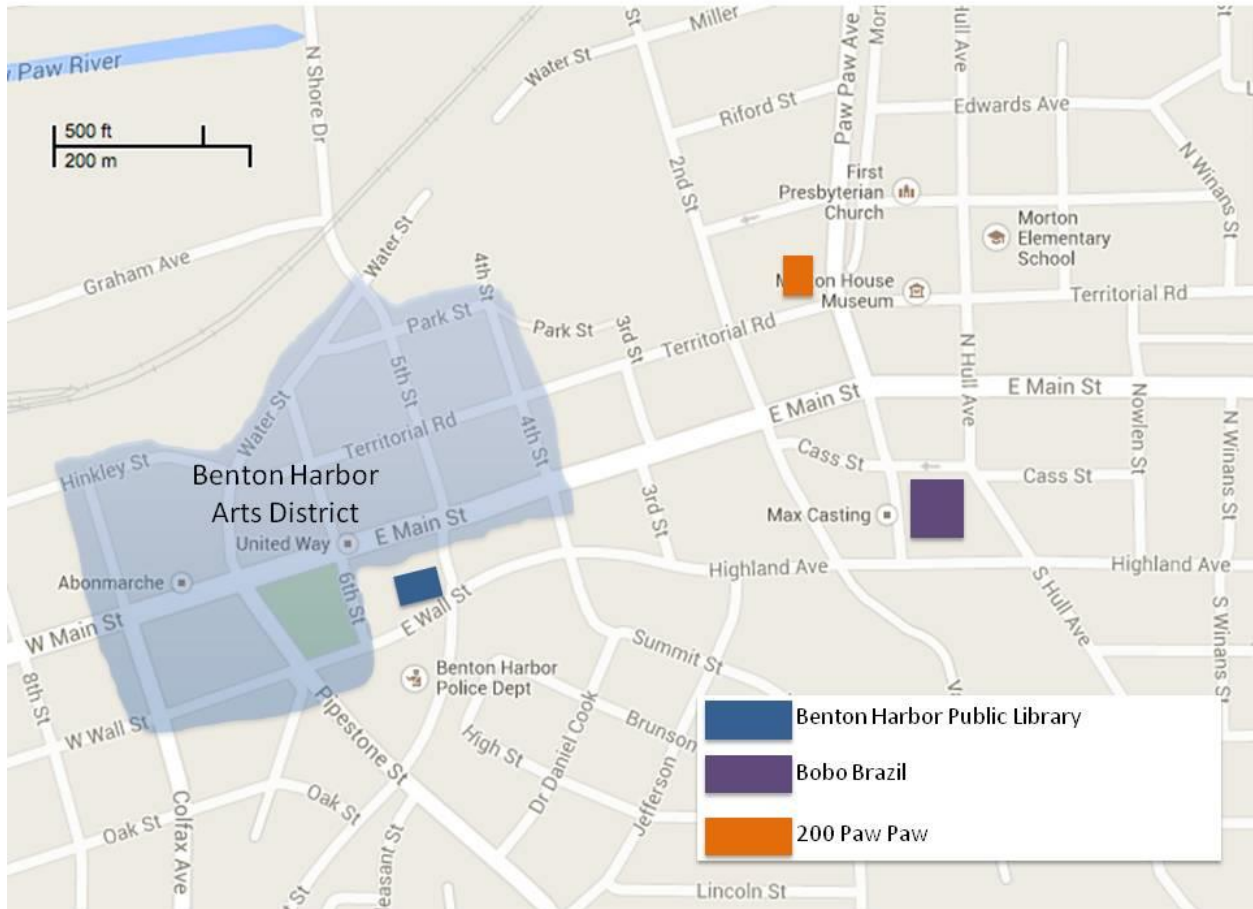 Paw River
500 ft
200 m
N Shore Dr
Water St
Miller
St
Paw Paw Ave
N Hull Ave
St
Riford St
Edwards Ave
N Winans St
2nd St
First
Presbyterian
Church
Morton
Elementary
School
Graham Ave
Water St
4th St
House
Museum
Territorial Rd
Park St
Park St
3rd St
Territorial Rd
N Hull Ave
E Main St
E Main St
Nowlen St
N Winans St
Water St
5th St
Territorial Rd
4th St
Cass St
Cass St
Hinkley St
Benton Harbor
Arts District
3rd St
Max Casting
E Main St
United Way
Abonmarche
6th St
Highland Ave
Highland Ave
W Main St
E Wall St
S Hull Ave
S Winans St
Summit St
8th St
Benton Harbor
Police Dept
W Wall St
Pipestone St
Dr Daniel Cook
Brunson
High St
Jefferson
Oak St
Oak St
Colfax Ave
St
Lincoln St
Benton Harbor Public Library
Bobo Brazil
200 Paw Paw